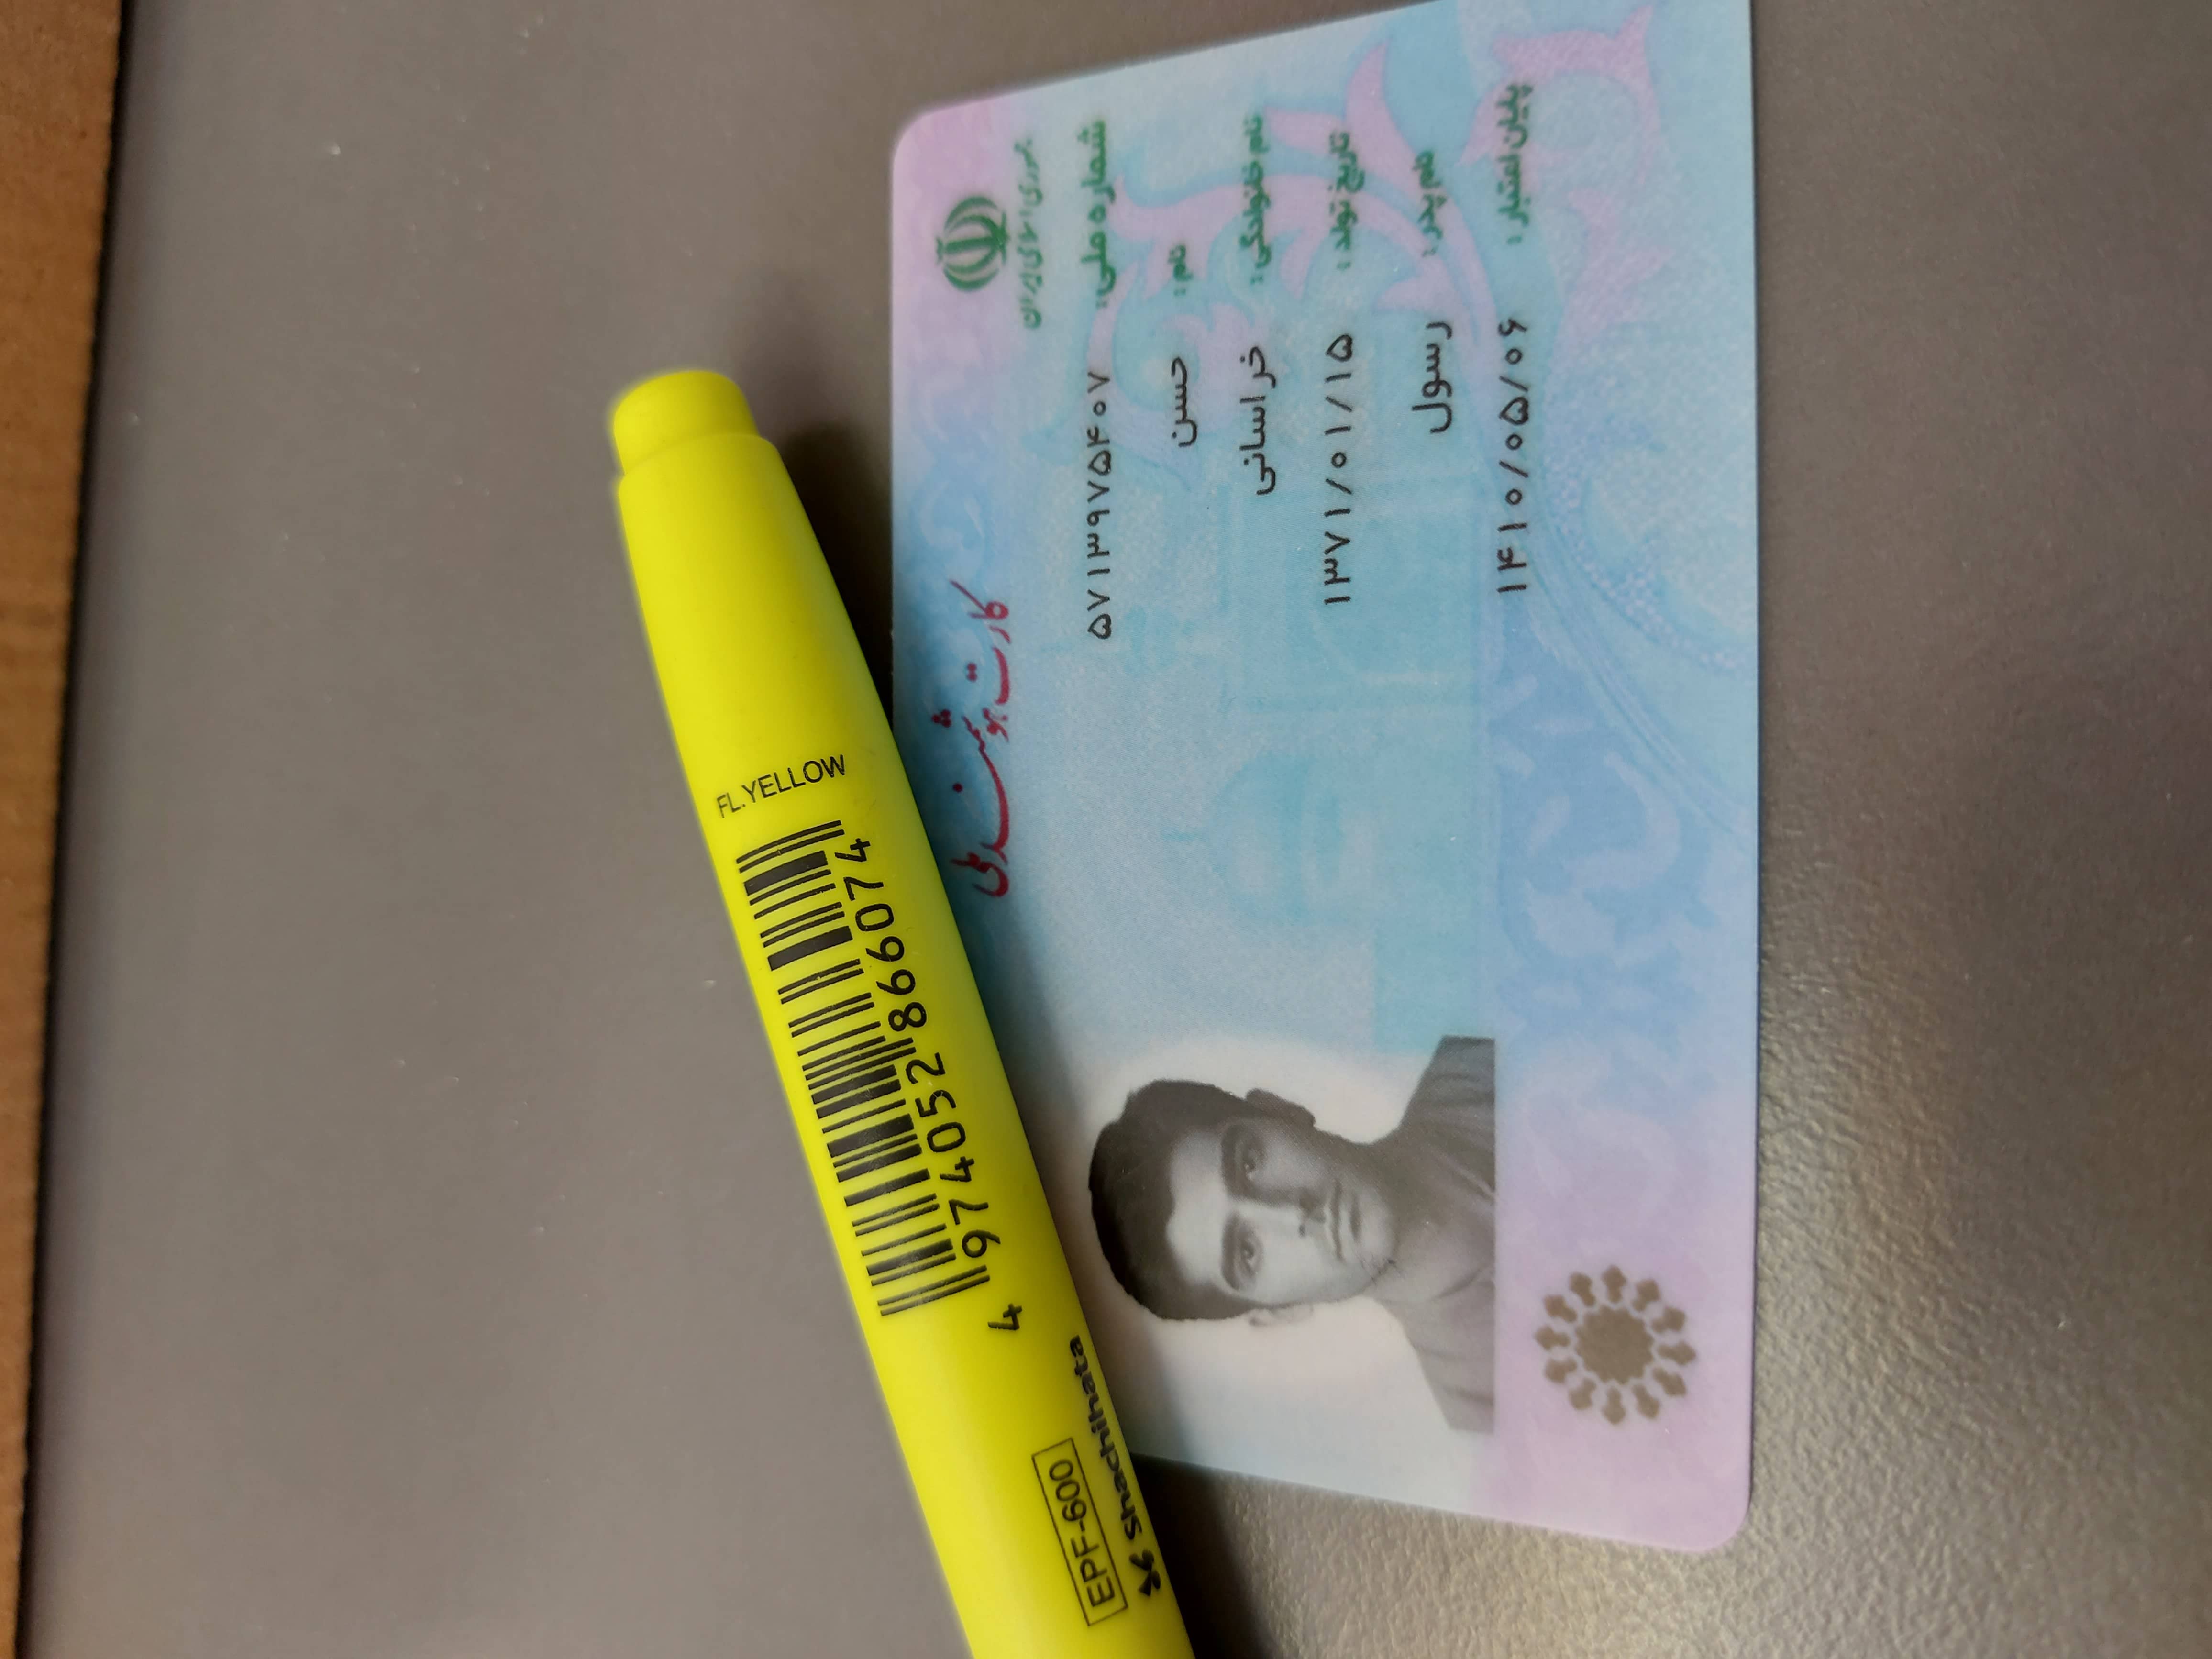 جمهوری اسلامی ایران
کارت هوشمند ملی
شماره ملی: ۵۷۱۳۹۷۵۴۰۷
نام: حسن
نام خانوادگی: خراسانی
تاریخ تولد: ۱۳۷۱/۰۱/۱۵
نام پدر: رسول
پایان اعتبار: ۱۴۱۰/۰۵/۰۶
FL.YELLOW
4 974052 866074
EPF-600
Shachihata